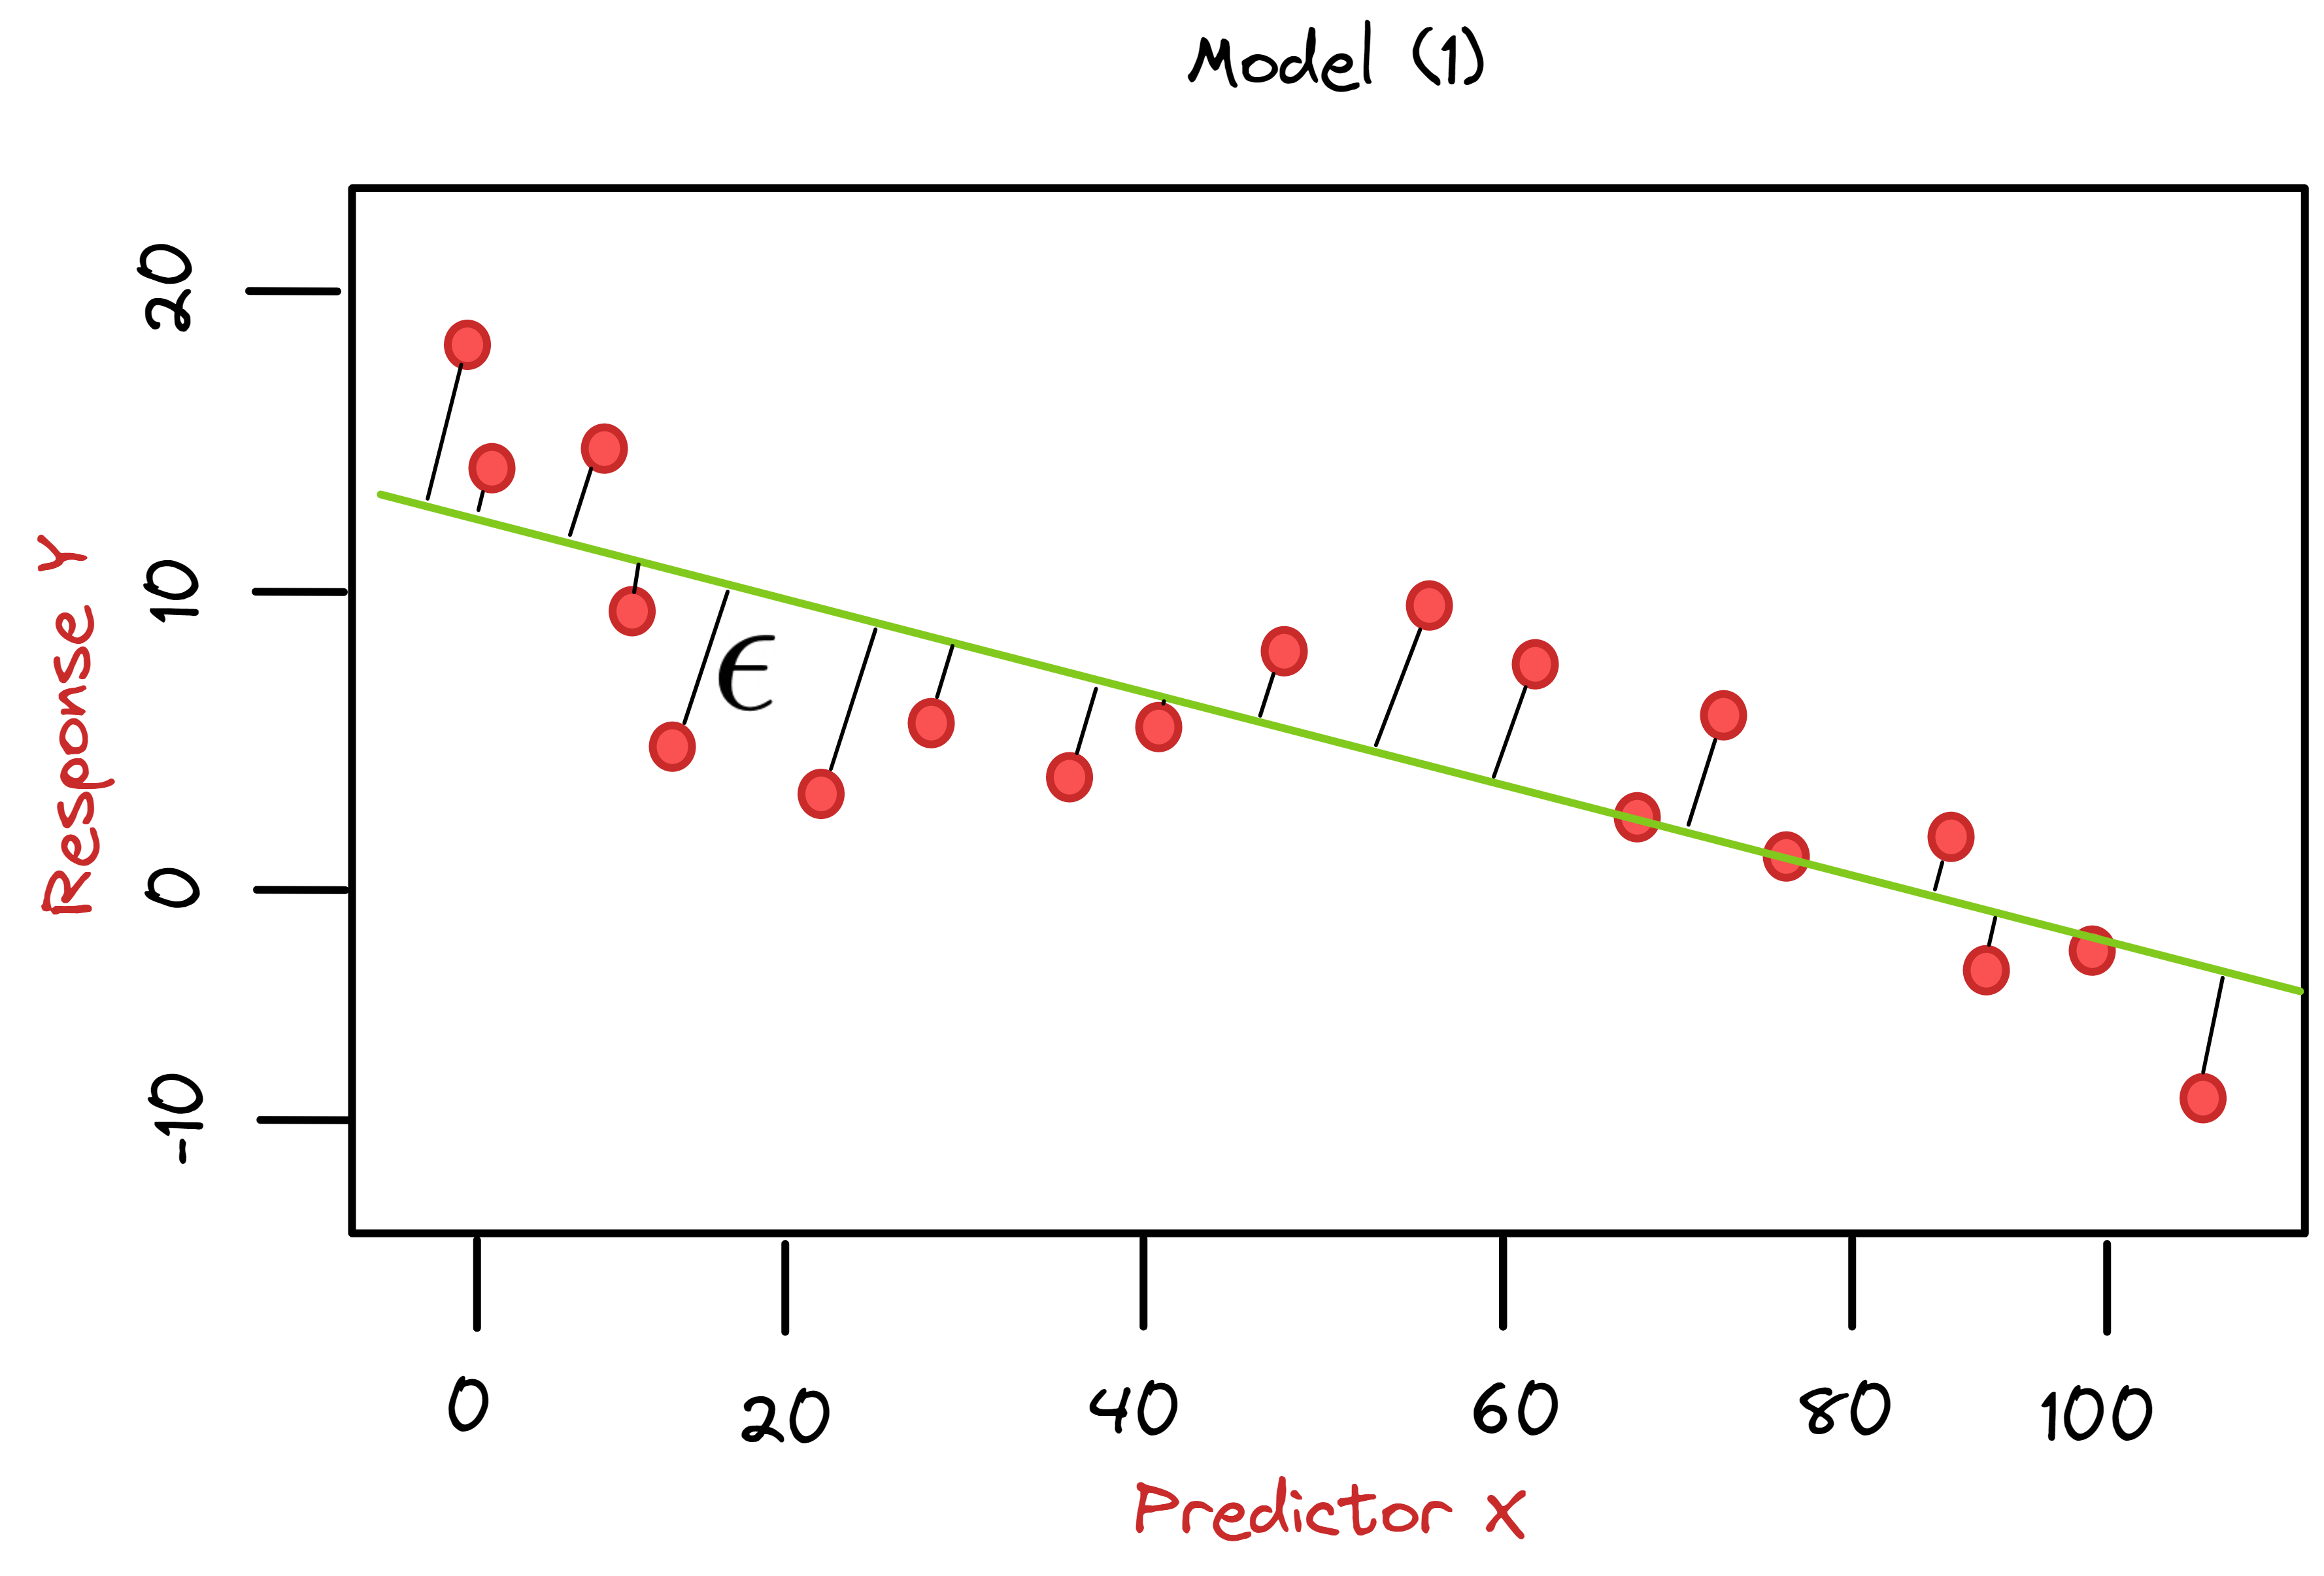 Model (1)
Response Y
20
10
0
-10
ϵ
0 20 40 60 80 100
Predictor x